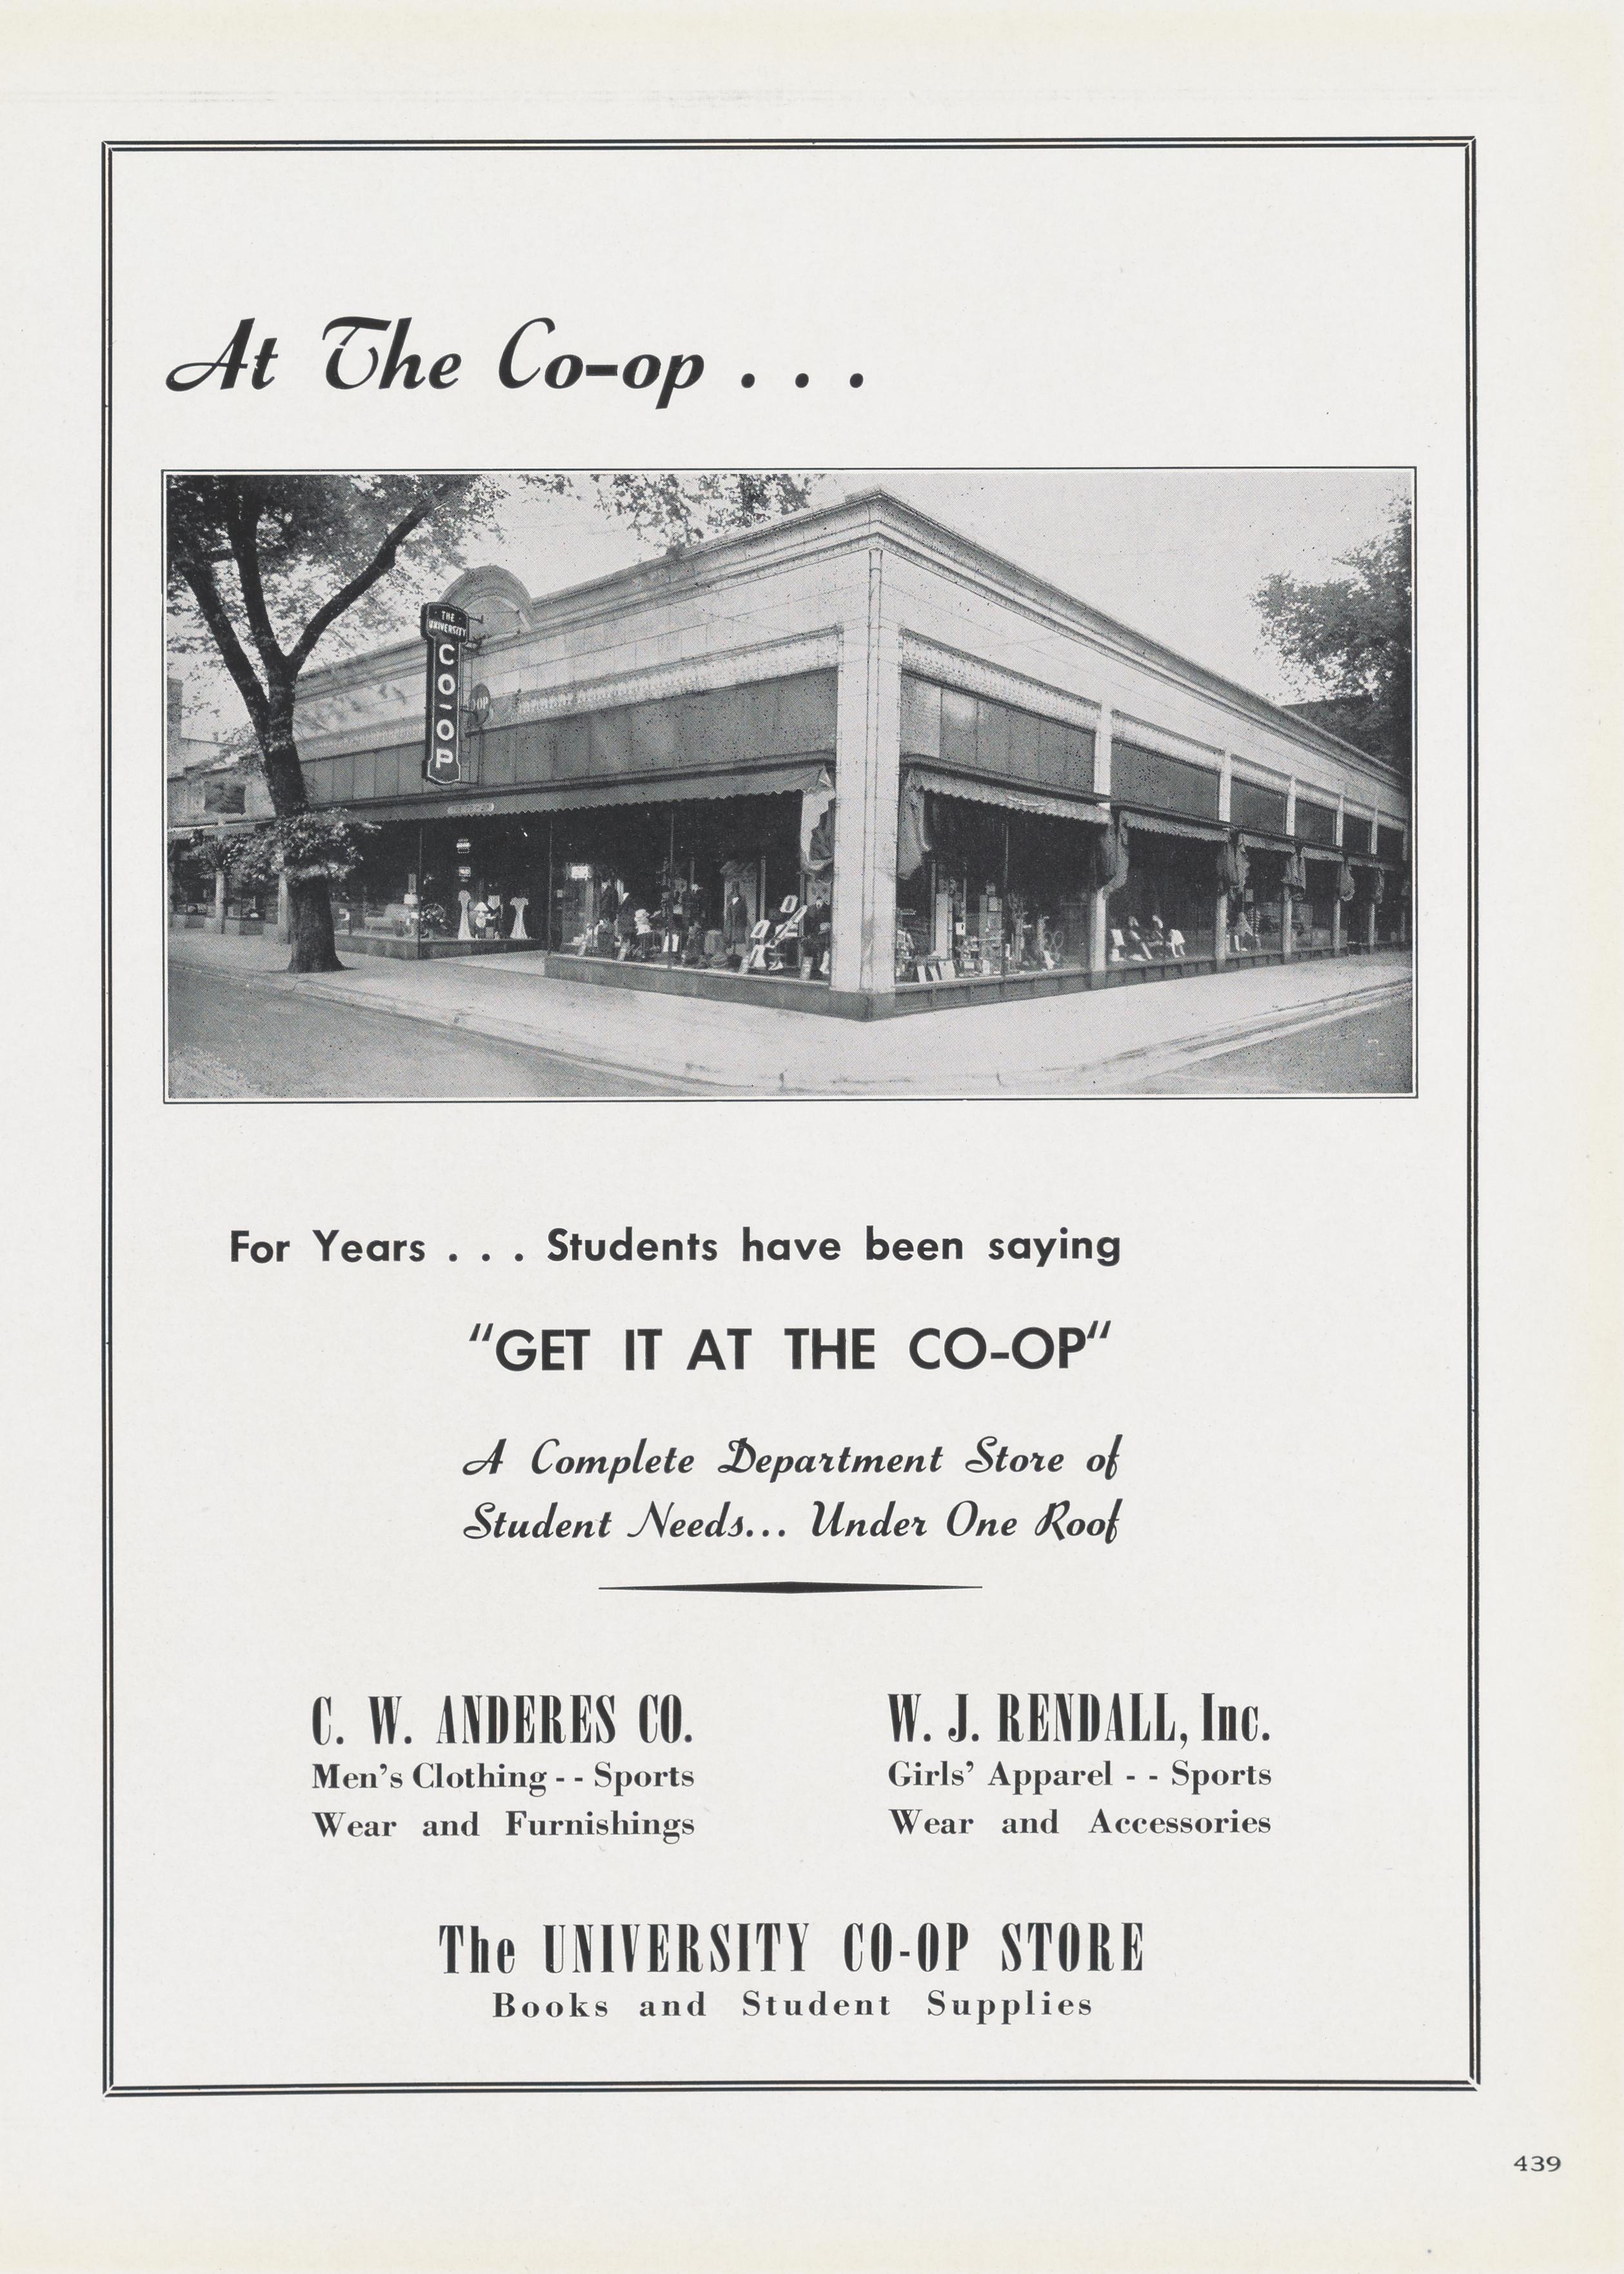 At The Co-op . . .
THE
UNIVERSITY
CO-OP
For Years . . . Students have been saying
"GET IT AT THE CO-OP"
A Complete Department Store of
Student Needs... Under One Roof
C. W. ANDERES CO.
Men's Clothing - - Sports
Wear and Furnishings
W. J. RENDALL, Inc.
Girls' Apparel - - Sports
Wear and Accessories
The UNIVERSITY CO-OP STORE
Books and Student Supplies
439